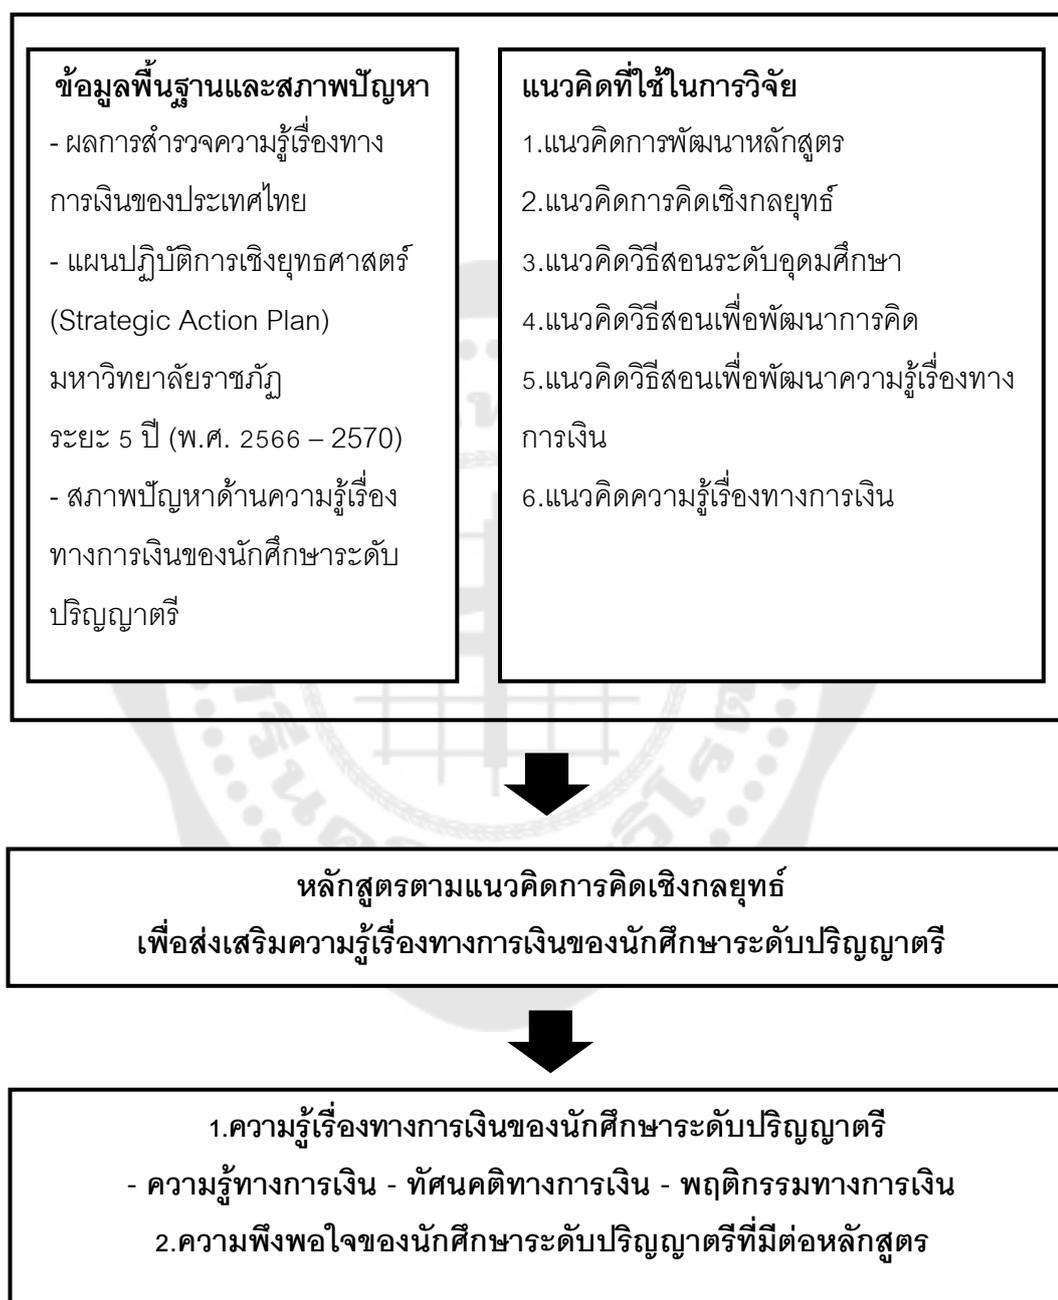 ข้อมูลพื้นฐานและสภาพปัญหา
- ผลการสำรวจความรู้เรื่องทาง
การเงินของประเทศไทย
- แผนปฏิบัติการเชิงยุทธศาสตร์
(Strategic Action Plan)
มหาวิทยาลัยราชภัฏ
ระยะ 5 ปี (พ.ศ. 2566 – 2570)
- สภาพปัญหาด้านความรู้เรื่อง
ทางการเงินของนักศึกษาระดับ
ปริญญาตรี
แนวคิดที่ใช้ในการวิจัย
1.แนวคิดการพัฒนาหลักสูตร
2.แนวคิดการคิดเชิงกลยุทธ์
3.แนวคิดวิธีสอนระดับอุดมศึกษา
4.แนวคิดวิธีสอนเพื่อพัฒนาการคิด
5.แนวคิดวิธีสอนเพื่อพัฒนาความรู้เรื่องทาง
การเงิน
6.แนวคิดความรู้เรื่องทางการเงิน
หลักสูตรตามแนวคิดการคิดเชิงกลยุทธ์
เพื่อส่งเสริมความรู้เรื่องทางการเงินของนักศึกษาระดับปริญญาตรี
1.ความรู้เรื่องทางการเงินของนักศึกษาระดับปริญญาตรี
- ความรู้ทางการเงิน - ทัศนคติทางการเงิน - พฤติกรรมทางการเงิน
2.ความพึงพอใจของนักศึกษาระดับปริญญาตรีที่มีต่อหลักสูตร